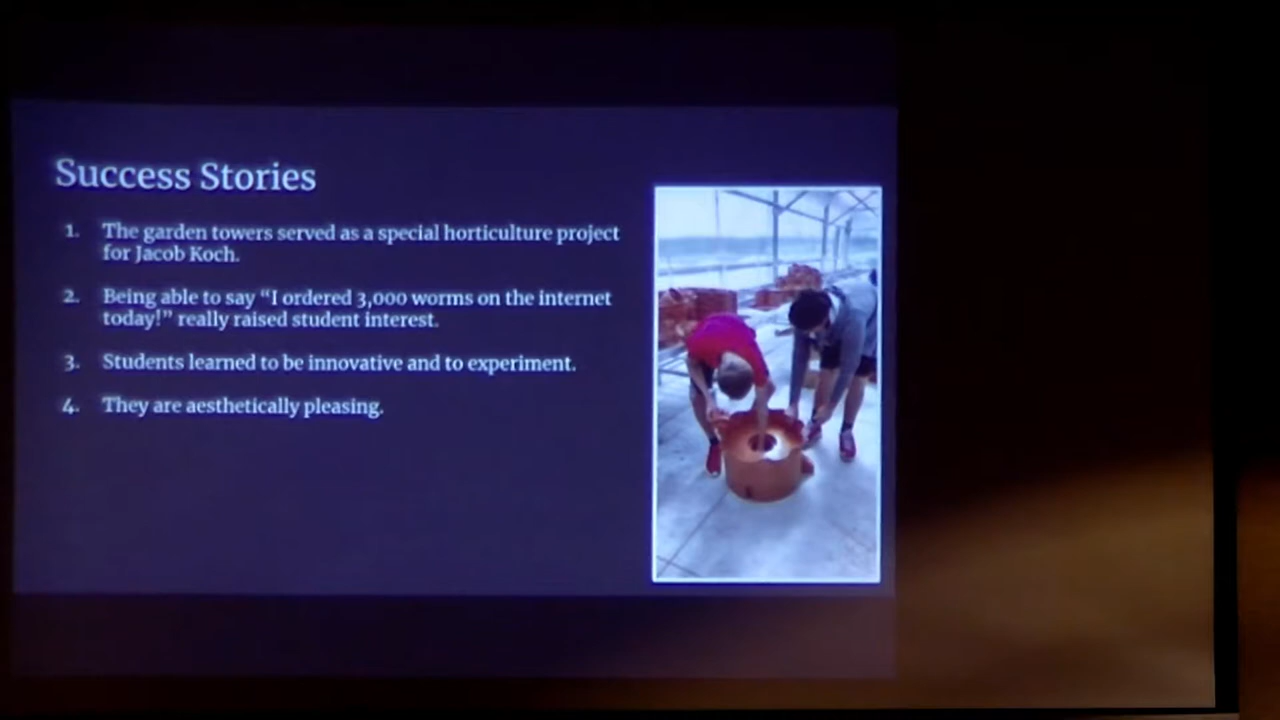 Success Stories
1. The garden towers served as a special horticulture project
for Jacob Koch.
2. Being able to say “I ordered 3,000 worms on the internet
today!” really raised student interest.
3. Students learned to be innovative and to experiment.
4. They are aesthetically pleasing.